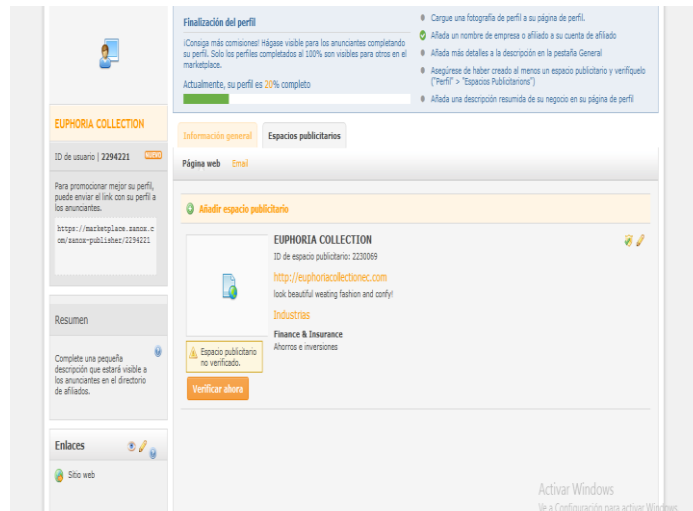 Finalización del perfil
¡Consiga más comisiones! Hágase visible para los anunciantes completando
su perfil. Solo los perfiles completados al 100% son visibles para otros en el
marketplace.
Actualmente, su perfil es 20% completo
Cargue una fotografía de perfil a su página de perfil.
Añada un nombre de empresa o afiliado a su cuenta de afiliado
Añada más detalles a la descripción en la pestaña General
Asegúrese de haber creado al menos un espacio publicitario y verifíquelo
("Perfil" > "Espacios Publicitarios")
Añada una descripción resumida de su negocio en su página de perfil
EUPHORIA COLLECTION
ID de usuario | 2294221 NUEVO
Para promocionar mejor su perfil,
puede enviar el link con su perfil a
los anunciantes.
https://marketplace.zanox.c
om/zanox-publisher/2294221
Resumen
Complete una pequeña
descripción que estará visible a
los anunciantes en el directorio
de afiliados.
Enlaces
Sitio web
Información general Espacios publicitarios
Página web Email
Añadir espacio publicitario
EUPHORIA COLLECTION
ID de espacio publicitario: 2230069
http://euphoriacollectionec.com
look beautiful weating fashion and confy!
Industrias
Finance & Insurance
Ahorros e inversiones
Espacio publicitario
no verificado.
Verificar ahora
Activar Windows
Ve a Configuración para activar Windows.